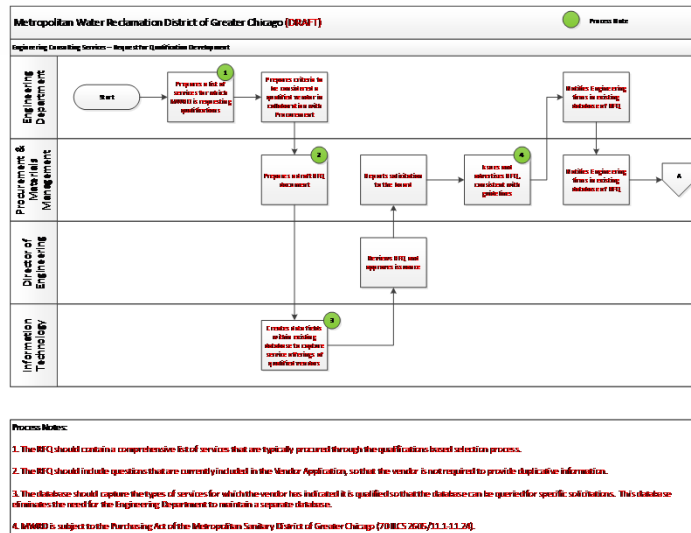 Metropolitan Water Reclamation District of Greater Chicago (DRAFT)
Process Note
Engineering Consulting Services – Request for Qualification Development
Engineering
Department
Start
1
Prepares a list of
services for which
MWRD is requesting
qualifications
Prepares criteria to
be considered a
qualified vendor in
collaboration with
Procurement
Notifies Engineering
firms in existing
database of RFQ
Procurement &
Materials
Management
2
Prepares draft RFQ
document
Reports solicitation
to the Board
4
Issues and
advertises RFQ,
consistent with
guidelines
Notifies Engineering
firms in existing
database of RFQ
A
Director of
Engineering
Reviews RFQ and
approves issuance
Information
Technology
3
Creates data fields
within existing
database to capture
service offerings of
qualified vendors
Process Notes:
1. The RFQ should contain a comprehensive list of services that are typically procured through the qualifications based selection process.
2. The RFQ should include questions that are currently included in the Vendor Application, so that the vendor is not required to provide duplicative information.
3. The database should capture the types of services for which the vendor has indicated it is qualified so that the database can be queried for specific solicitations. This database
eliminates the need for the Engineering Department to maintain a separate database.
4. MWRD is subject to the Purchasing Act of the Metropolitan Sanitary District of Greater Chicago (70 ILCS 2605/11.1-11.24).